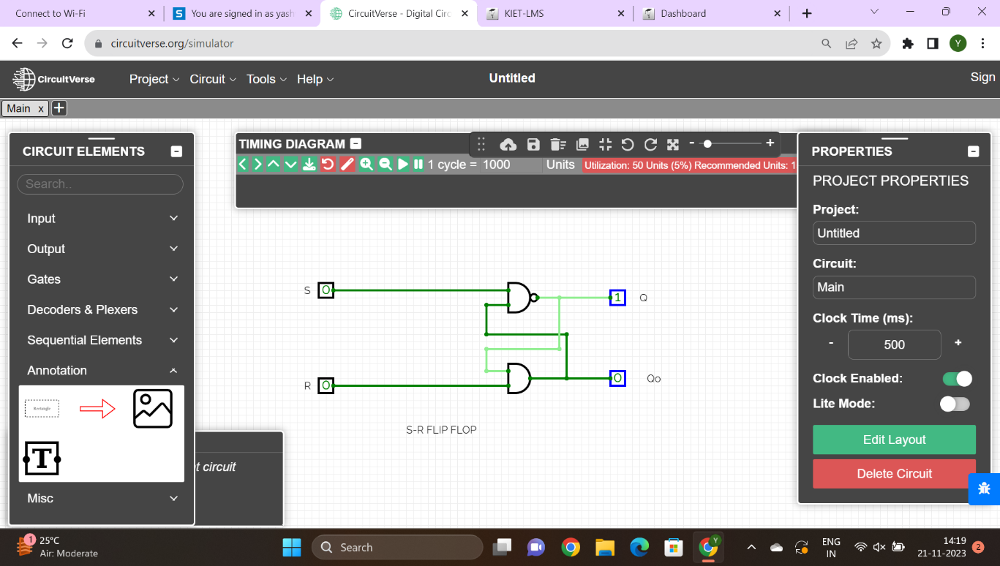 Connect to Wi-Fi
S You are signed in as yash
CircuitVerse - Digital Circ
KIET-LMS
Dashboard
circuitverse.org/simulator
Y
CircuitVerse
Project
Circuit
Tools
Help
Untitled
Sign
Main x
CIRCUIT ELEMENTS
Search..
Input
Output
Gates
Decoders & Plexers
Sequential Elements
Annotation
Rectangle
T
Misc
t circuit
TIMING DIAGRAM
1 cycle = 1000 Units
Utilization: 50 Units (5%) Recommended Units: 1
S 0
1 Q
R 0
0 Qo
S-R FLIP FLOP
PROPERTIES
PROJECT PROPERTIES
Project:
Untitled
Circuit:
Main
Clock Time (ms):
- 500 +
Clock Enabled:
Lite Mode:
Edit Layout
Delete Circuit
1
25°C
Air: Moderate
Search
Y
ENG
IN
14:19
21-11-2023
2